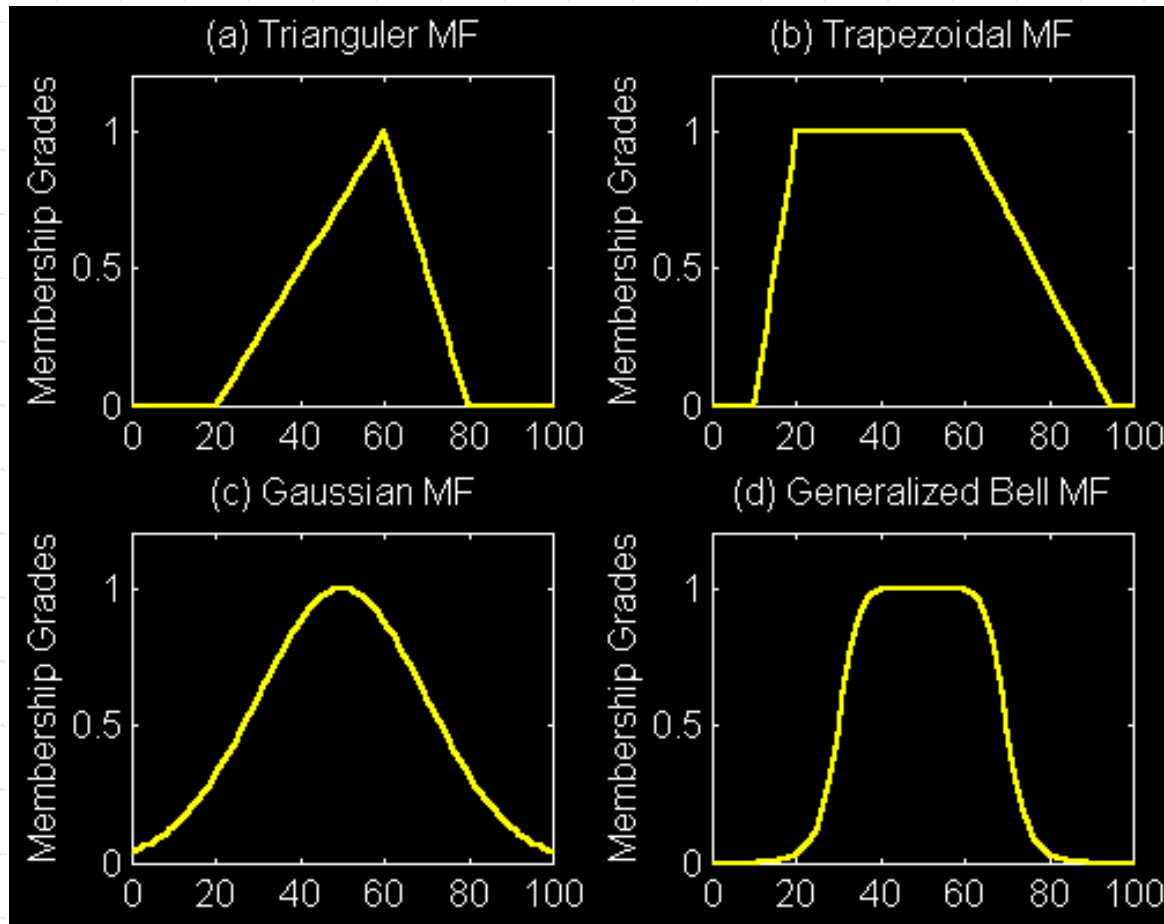 (a) Trianguler MF
Membership Grades
1
0.5
0
0 20 40 60 80 100
(b) Trapezoidal MF
Membership Grades
1
0.5
0
0 20 40 60 80 100
(c) Gaussian MF
Membership Grades
1
0.5
0
0 20 40 60 80 100
(d) Generalized Bell MF
Membership Grades
1
0.5
0
0 20 40 60 80 100